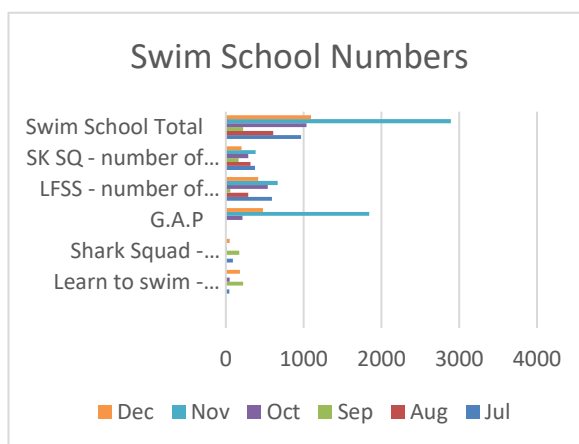 Swim School Numbers
Swim School Total
SK SQ - number of...
LFSS - number of...
G.A.P
Shark Squad -...
Learn to swim -...
0 1000 2000 3000 4000
Dec Nov Oct Sep Aug Jul